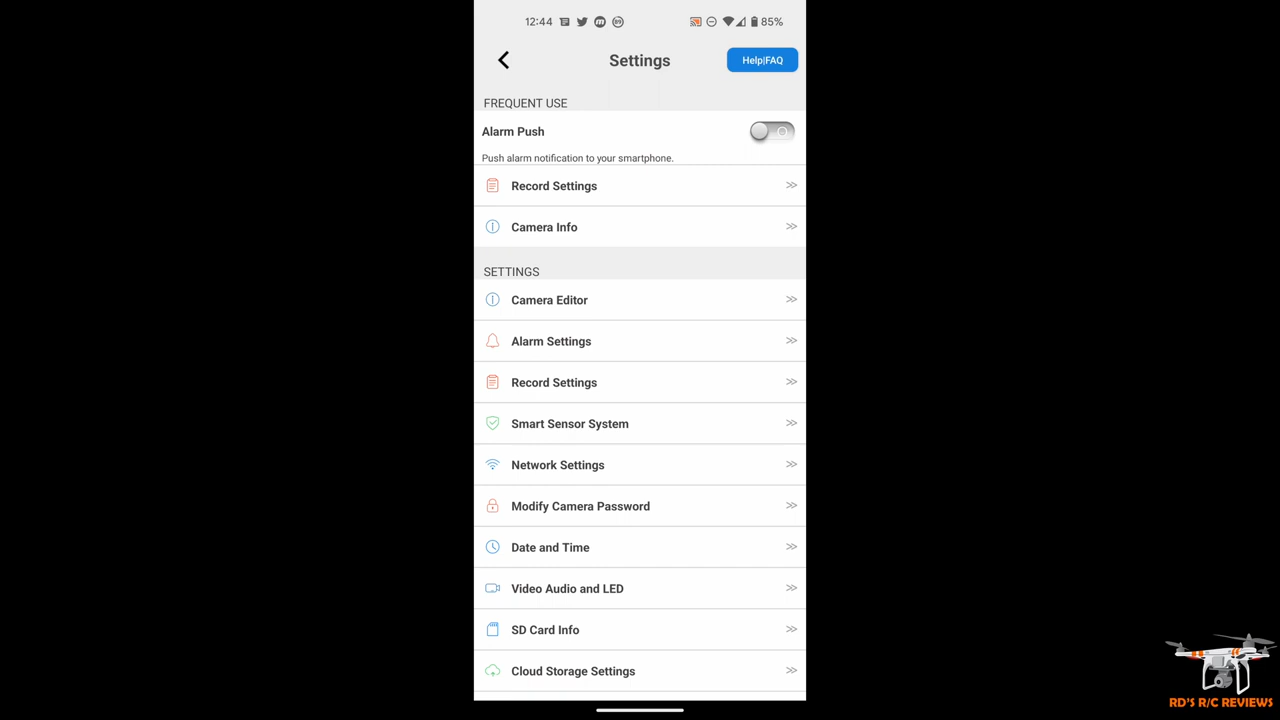 12:44
85%
Settings
Help|FAQ
FREQUENT USE
Alarm Push
Push alarm notification to your smartphone.
Record Settings
Camera Info
SETTINGS
Camera Editor
Alarm Settings
Record Settings
Smart Sensor System
Network Settings
Modify Camera Password
Date and Time
Video Audio and LED
SD Card Info
Cloud Storage Settings
RD'S R/C REVIEWS